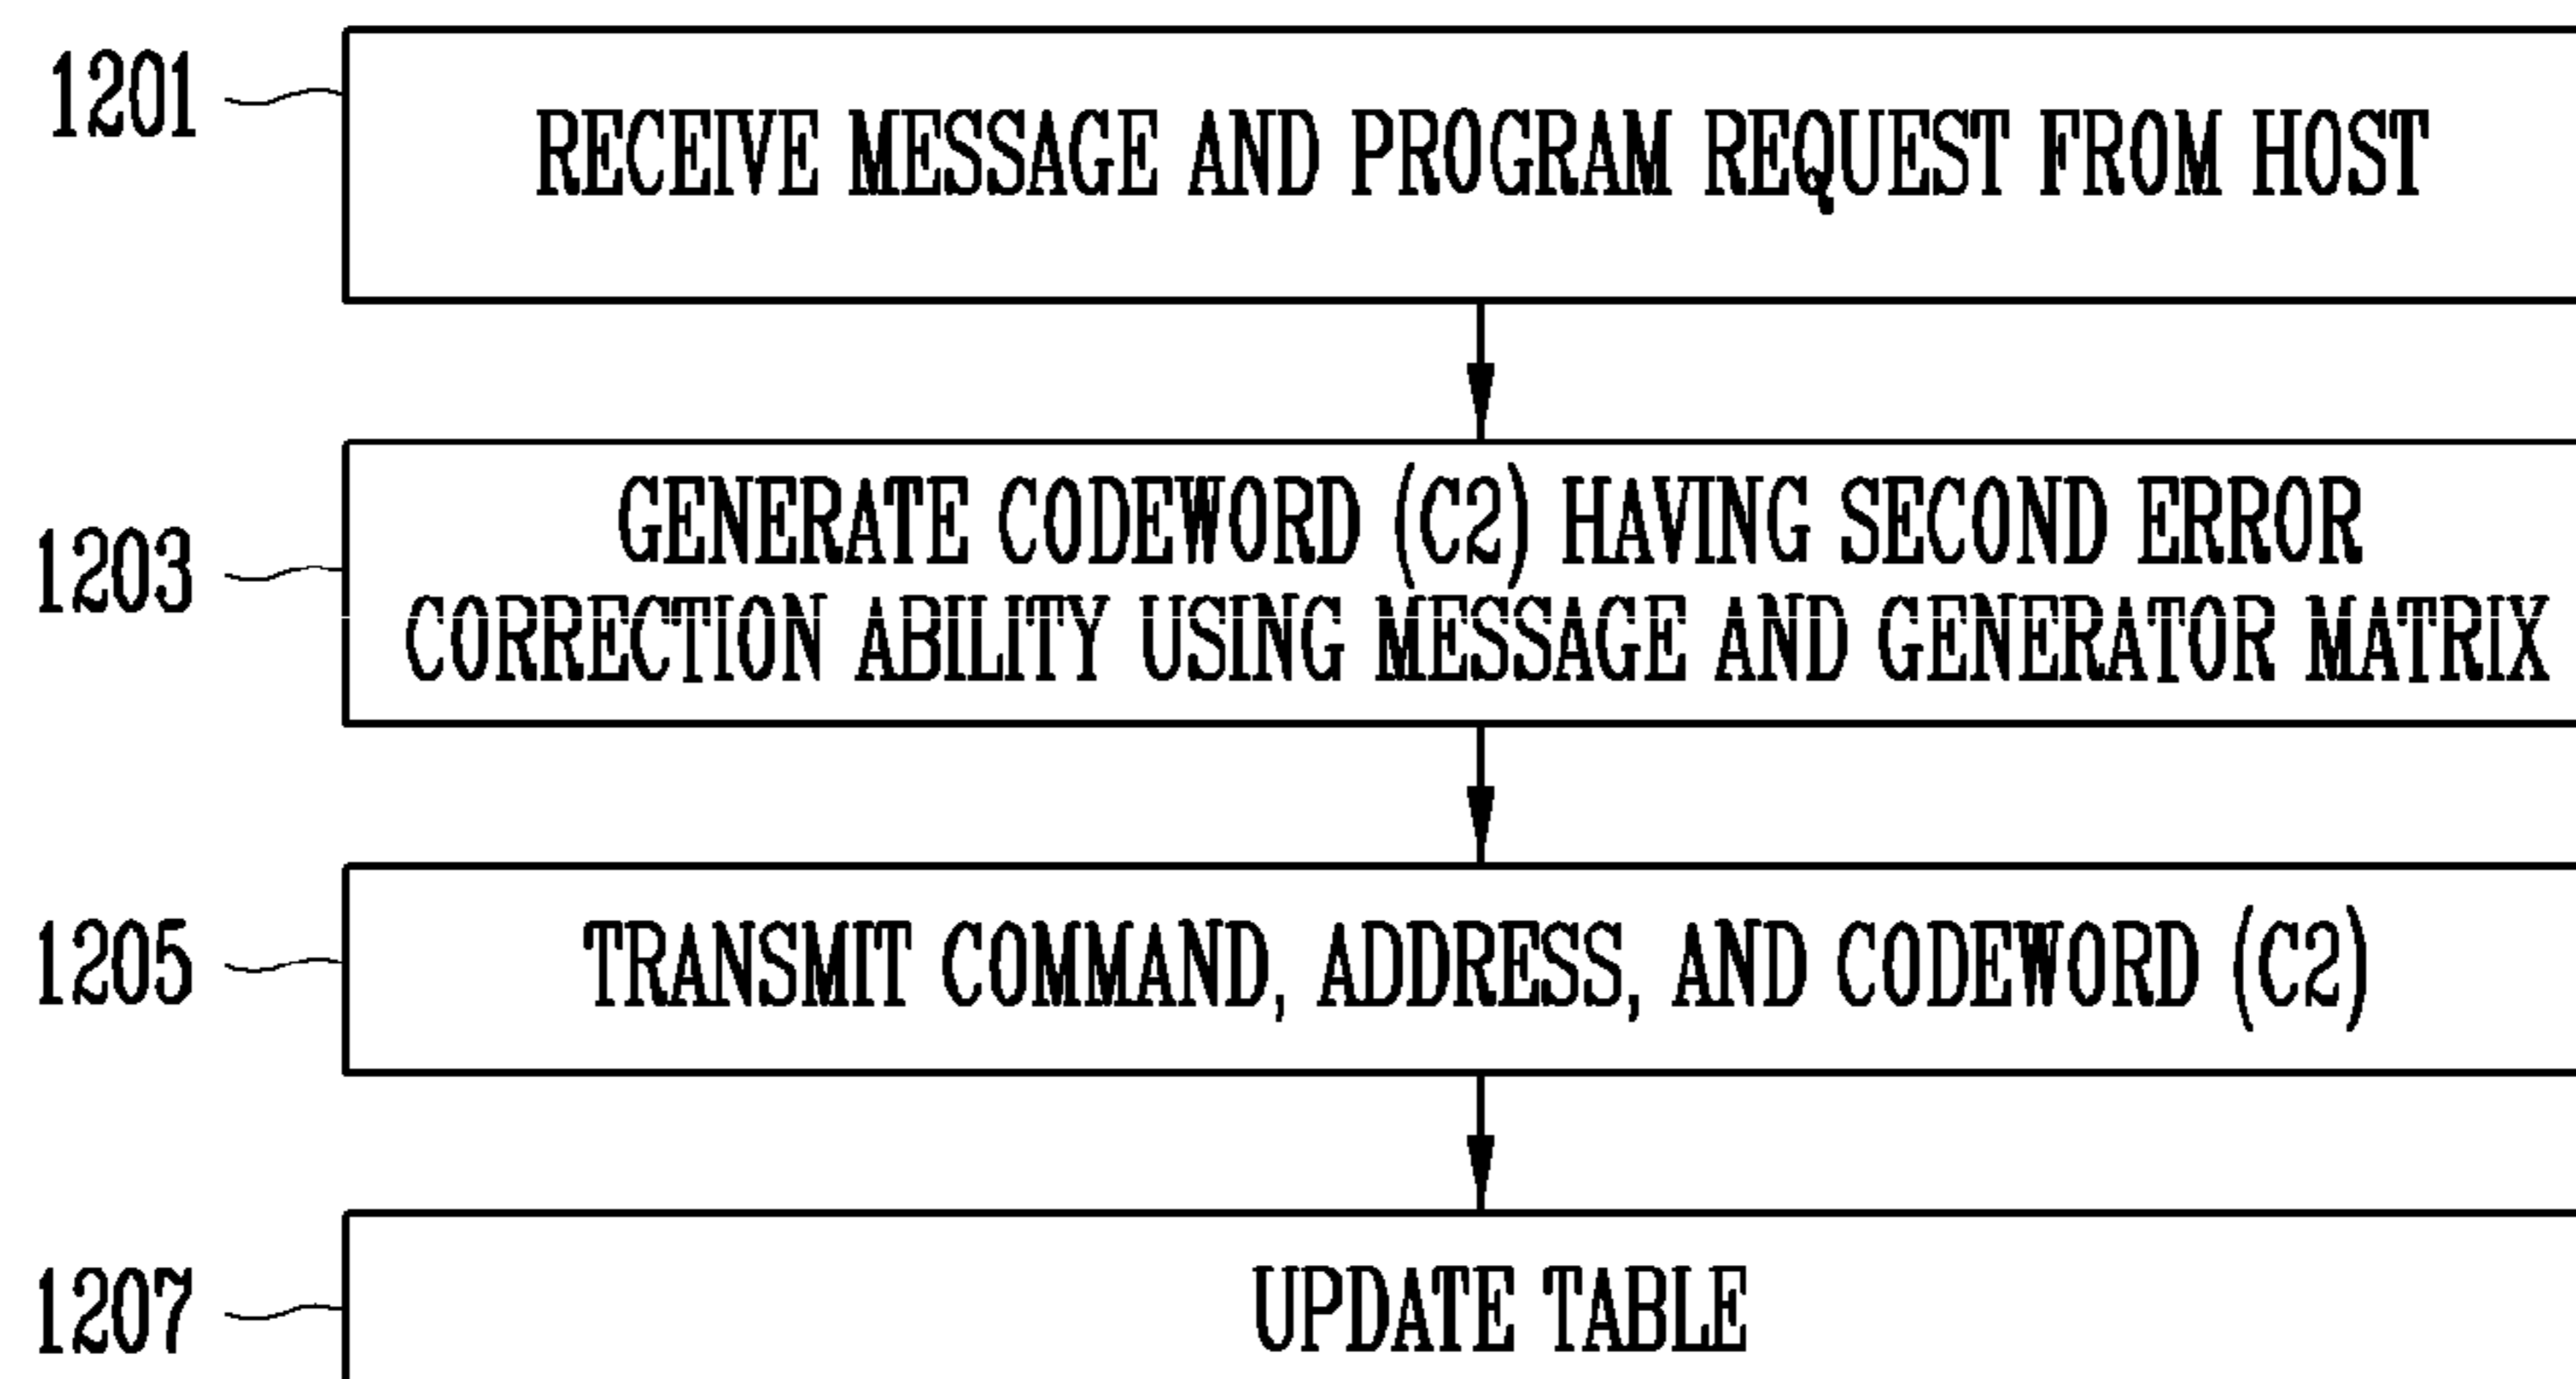 1201
RECEIVE MESSAGE AND PROGRAM REQUEST FROM HOST
1203
GENERATE CODEWORD (C2) HAVING SECOND ERROR
CORRECTION ABILITY USING MESSAGE AND GENERATOR MATRIX
1205
TRANSMIT COMMAND, ADDRESS, AND CODEWORD (C2)
1207
UPDATE TABLE